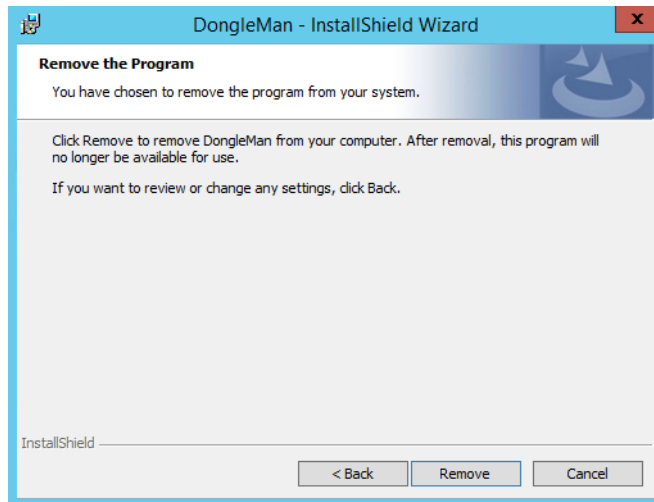 DongleMan - InstallShield Wizard
x
Remove the Program
You have chosen to remove the program from your system.
Click Remove to remove DongleMan from your computer. After removal, this program will
no longer be available for use.
If you want to review or change any settings, click Back.
InstallShield
< Back Remove Cancel